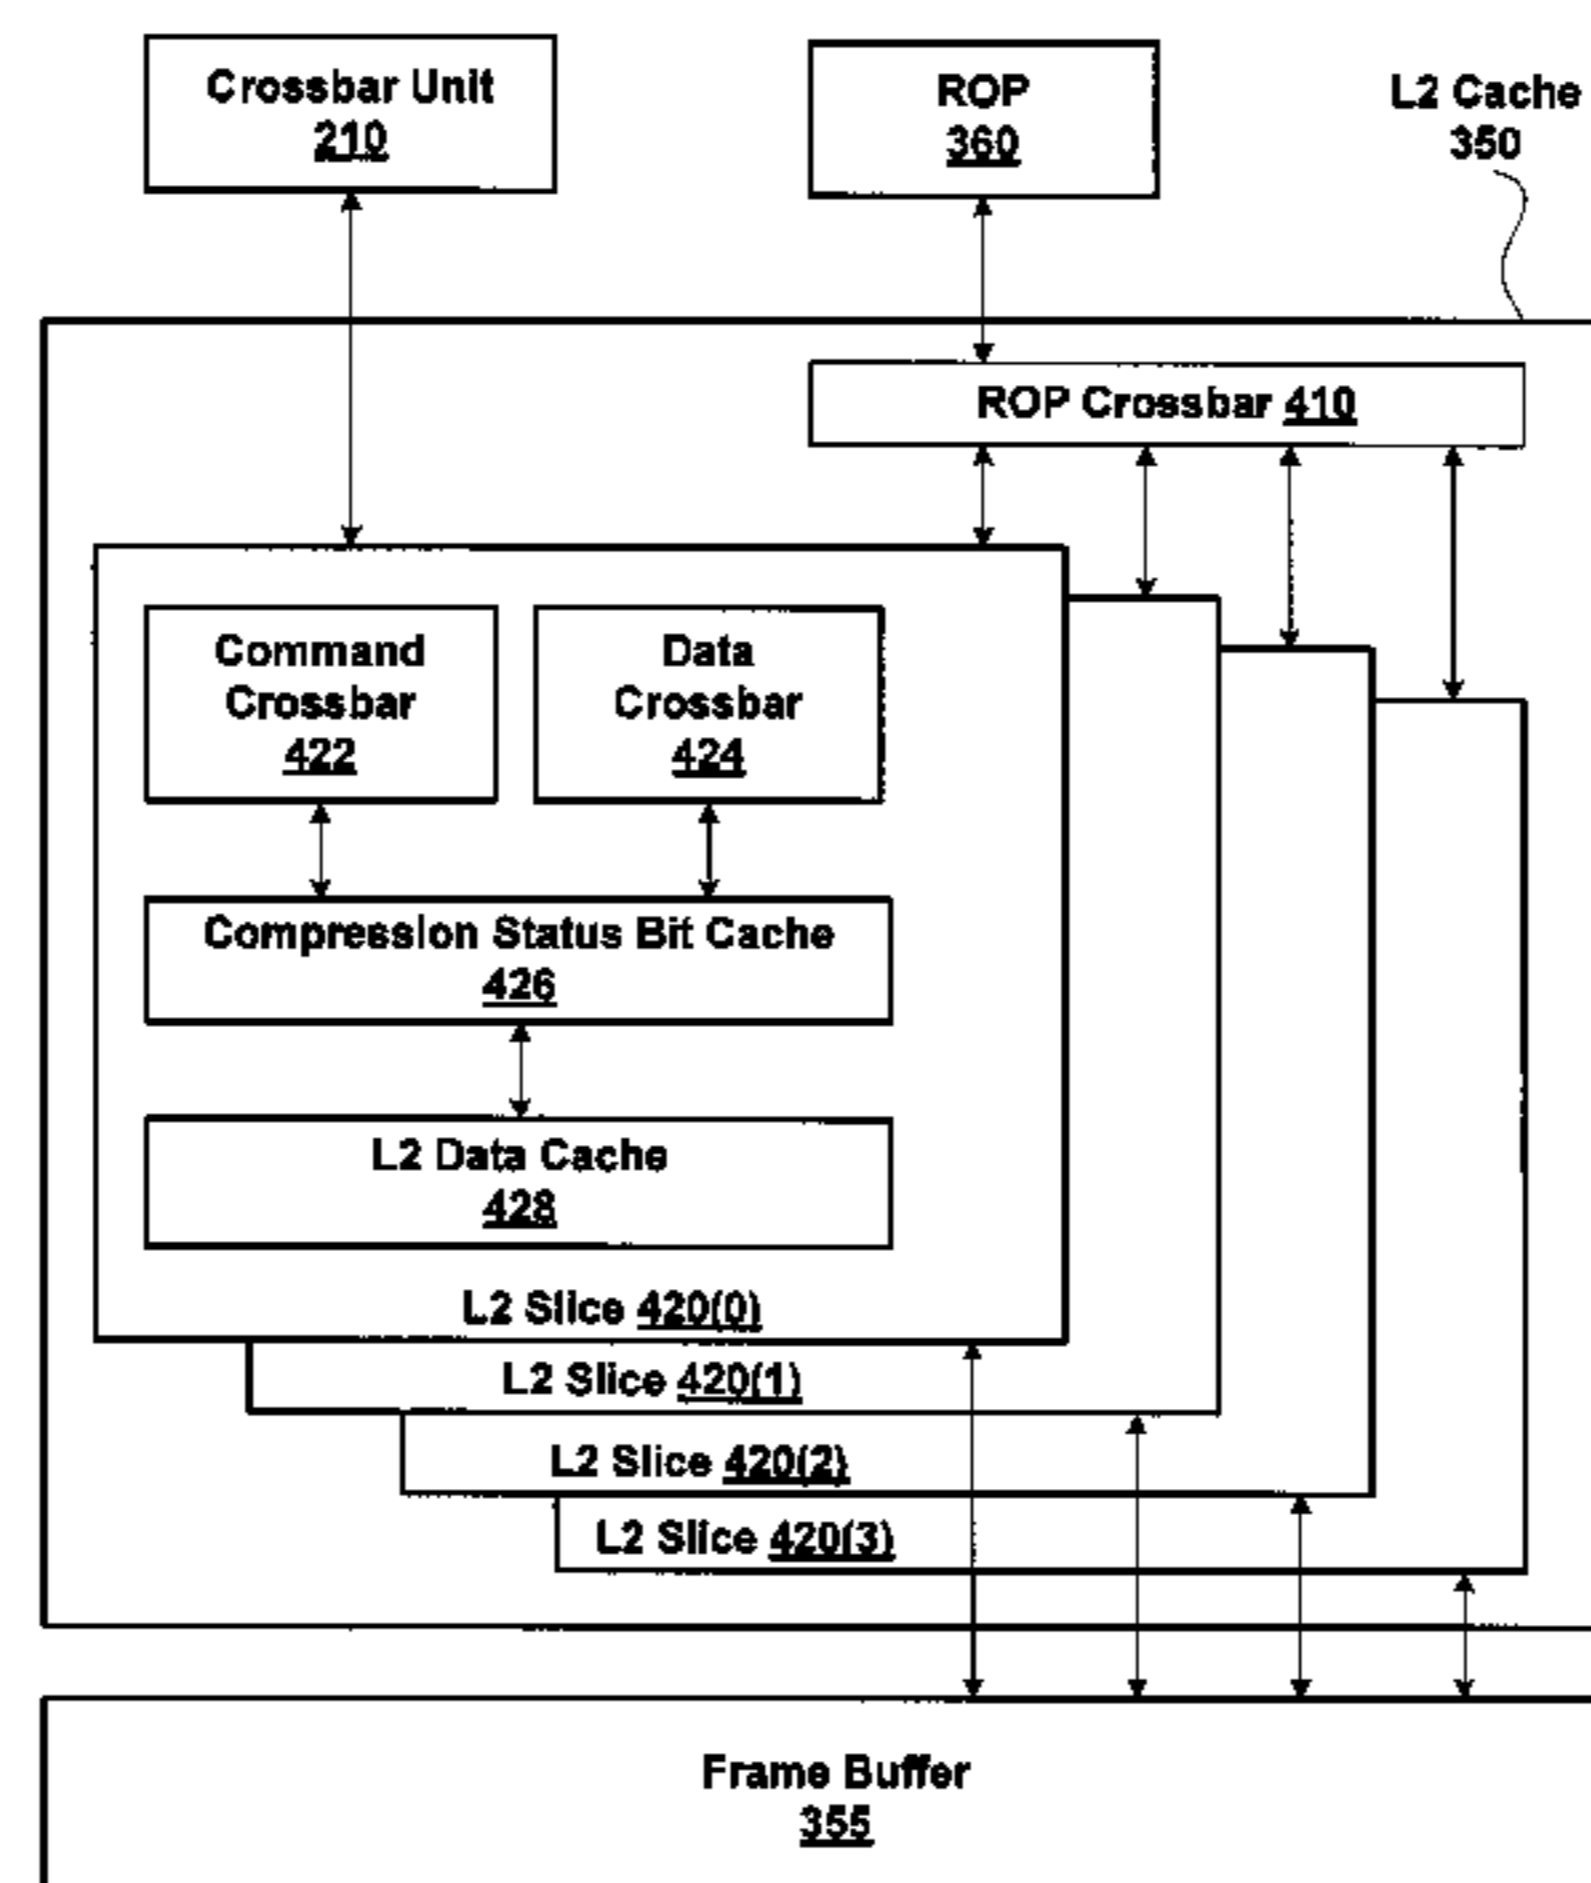 Crossbar Unit
210
ROP
360
L2 Cache
350
ROP Crossbar 410
Command
Crossbar
422
Data
Crossbar
424
Compression Status Bit Cache
426
L2 Data Cache
428
L2 Slice 420(0)
L2 Slice 420(1)
L2 Slice 420(2)
L2 Slice 420(3)
Frame Buffer
355